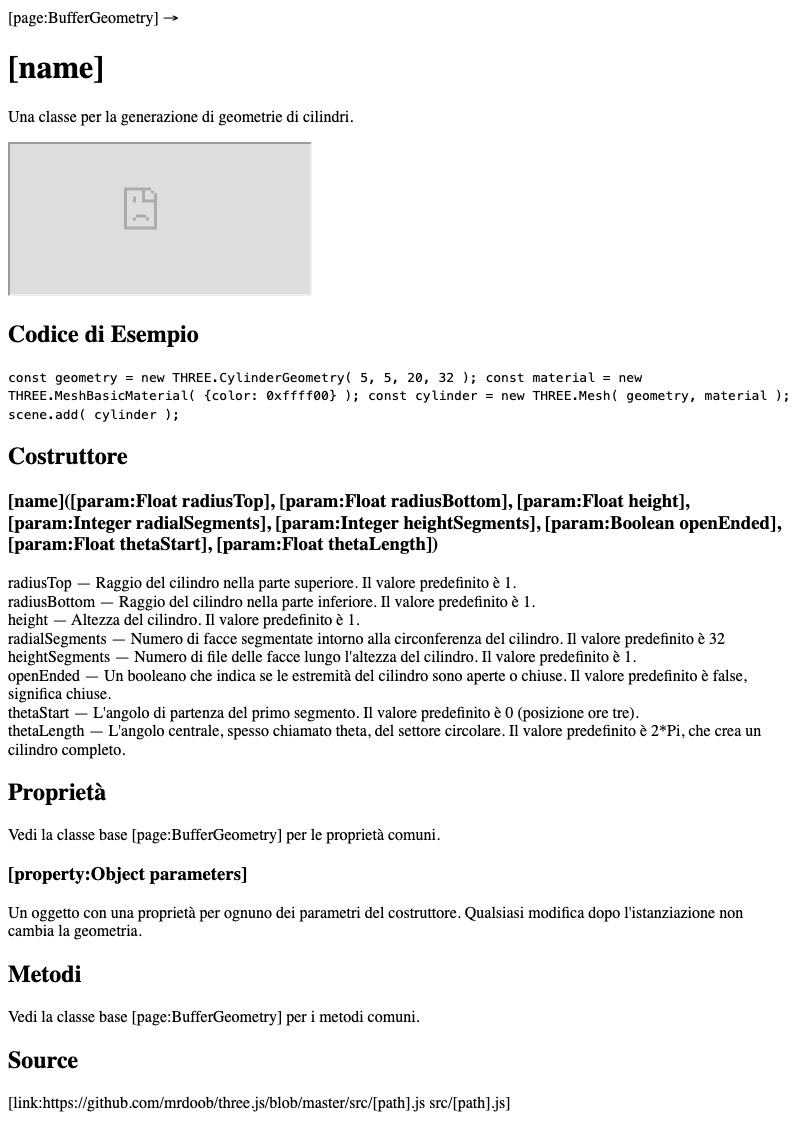 [page:BufferGeometry] →
[name]
Una classe per la generazione di geometrie di cilindri.
Codice di Esempio
const geometry = new THREE.CylinderGeometry( 5, 5, 20, 32 ); const material = new
THREE.MeshBasicMaterial( {color: 0xffff00} ); const cylinder = new THREE.Mesh( geometry, material );
scene.add( cylinder );
Costruttore
[name]([param:Float radiusTop], [param:Float radiusBottom], [param:Float height],
[param:Integer radialSegments], [param:Integer heightSegments], [param:Boolean openEnded],
[param:Float thetaStart], [param:Float thetaLength])
radiusTop — Raggio del cilindro nella parte superiore. Il valore predefinito è 1.
radiusBottom — Raggio del cilindro nella parte inferiore. Il valore predefinito è 1.
height — Altezza del cilindro. Il valore predefinito è 1.
radialSegments — Numero di facce segmentate intorno alla circonferenza del cilindro. Il valore predefinito è 32
heightSegments — Numero di file delle facce lungo l'altezza del cilindro. Il valore predefinito è 1.
openEnded — Un booleano che indica se le estremità del cilindro sono aperte o chiuse. Il valore predefinito è false,
significa chiuse.
thetaStart — L'angolo di partenza del primo segmento. Il valore predefinito è 0 (posizione ore tre).
thetaLength — L'angolo centrale, spesso chiamato theta, del settore circolare. Il valore predefinito è 2*Pi, che crea un
cilindro completo.
Proprietà
Vedi la classe base [page:BufferGeometry] per le proprietà comuni.
[property:Object parameters]
Un oggetto con una proprietà per ognuno dei parametri del costruttore. Qualsiasi modifica dopo l'istanziazione non
cambia la geometria.
Metodi
Vedi la classe base [page:BufferGeometry] per i metodi comuni.
Source
[link:https://github.com/mrdoob/three.js/blob/master/src/[path].js src/[path].js]